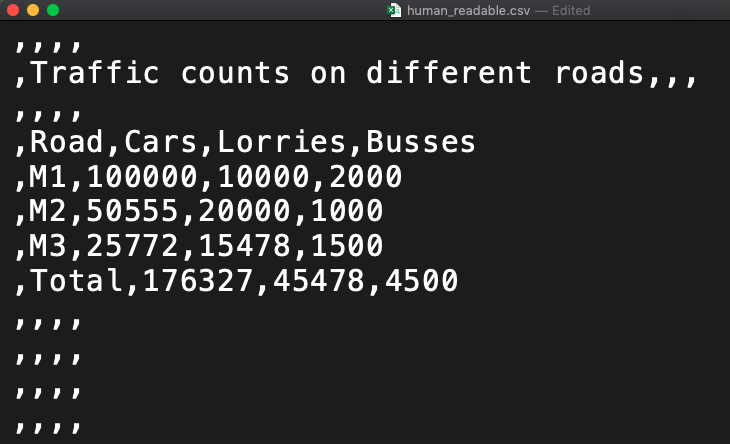 human_readable.csv — Edited
,,,,
,Traffic counts on different roads,,,
,,,,
,Road,Cars,Lorries,Busses
,M1,100000,10000,2000
,M2,50555,20000,1000
,M3,25772,15478,1500
,Total,176327,45478,4500
,,,,
,,,,
,,,,
,,,,